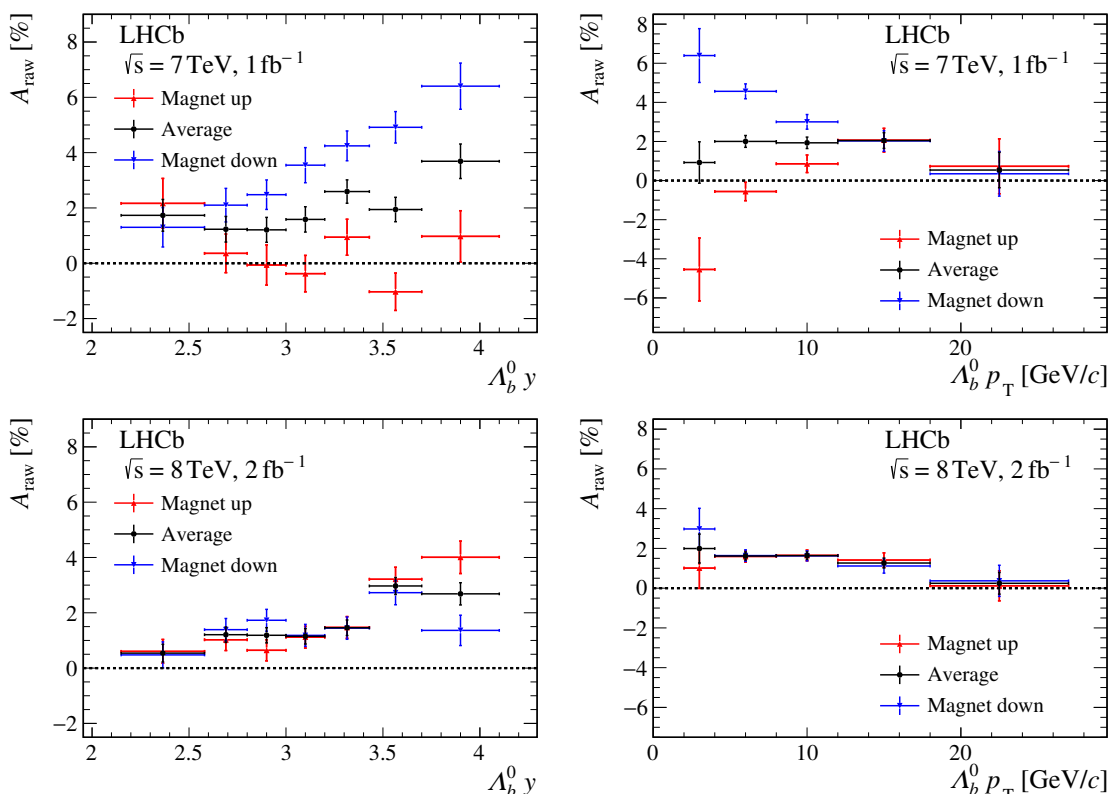 A_raw [%]
LHCb
√s = 7 TeV, 1 fb⁻¹
Magnet up
Average
Magnet down
8
6
4
2
0
−2
2 2.5 3 3.5 4
Λ_b^0 y
A_raw [%]
LHCb
√s = 7 TeV, 1 fb⁻¹
8
6
4
2
0
−2
−4
−6
Magnet up
Average
Magnet down
0 10 20
Λ_b^0 p_T [GeV/c]
A_raw [%]
LHCb
√s = 8 TeV, 2 fb⁻¹
Magnet up
Average
Magnet down
8
6
4
2
0
−2
2 2.5 3 3.5 4
Λ_b^0 y
A_raw [%]
LHCb
√s = 8 TeV, 2 fb⁻¹
8
6
4
2
0
−2
−4
−6
Magnet up
Average
Magnet down
0 10 20
Λ_b^0 p_T [GeV/c]